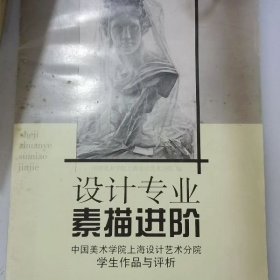 sheji
zhuanye
sumiao
jinjie
设计专业
素描进阶
中国美术学院上海设计艺术分院
学生作品与评析